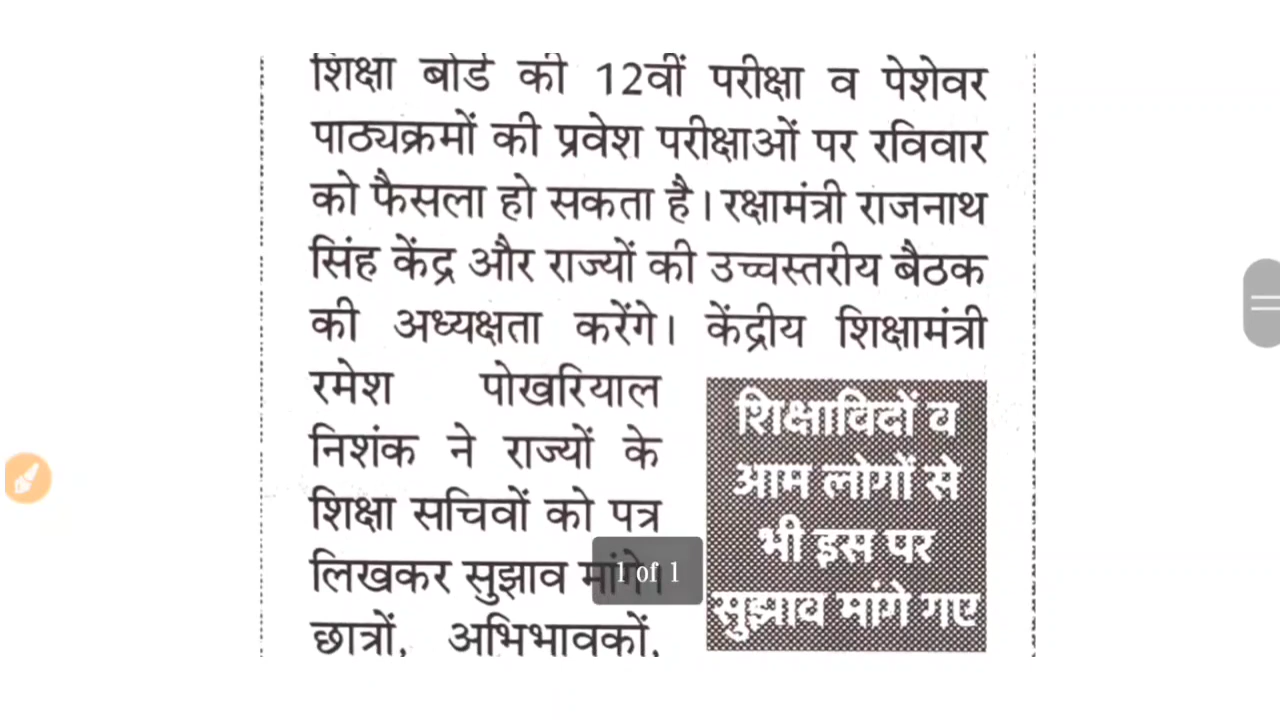 शिक्षा बोर्ड की 12वीं परीक्षा व पेशेवर
पाठ्यक्रमों की प्रवेश परीक्षाओं पर रविवार
को फैसला हो सकता है। रक्षामंत्री राजनाथ
सिंह केंद्र और राज्यों की उच्चस्तरीय बैठक
की अध्यक्षता करेंगे। केंद्रीय शिक्षामंत्री
रमेश पोखरियाल
निशंक ने राज्यों के
शिक्षा सचिवों को पत्र
लिखकर सुझाव मांगे।
छात्रों, अभिभावकों,
शिक्षाविदों व
आम लोगों से
भी इस पर
सुझाव मांगे गए
1 of 1